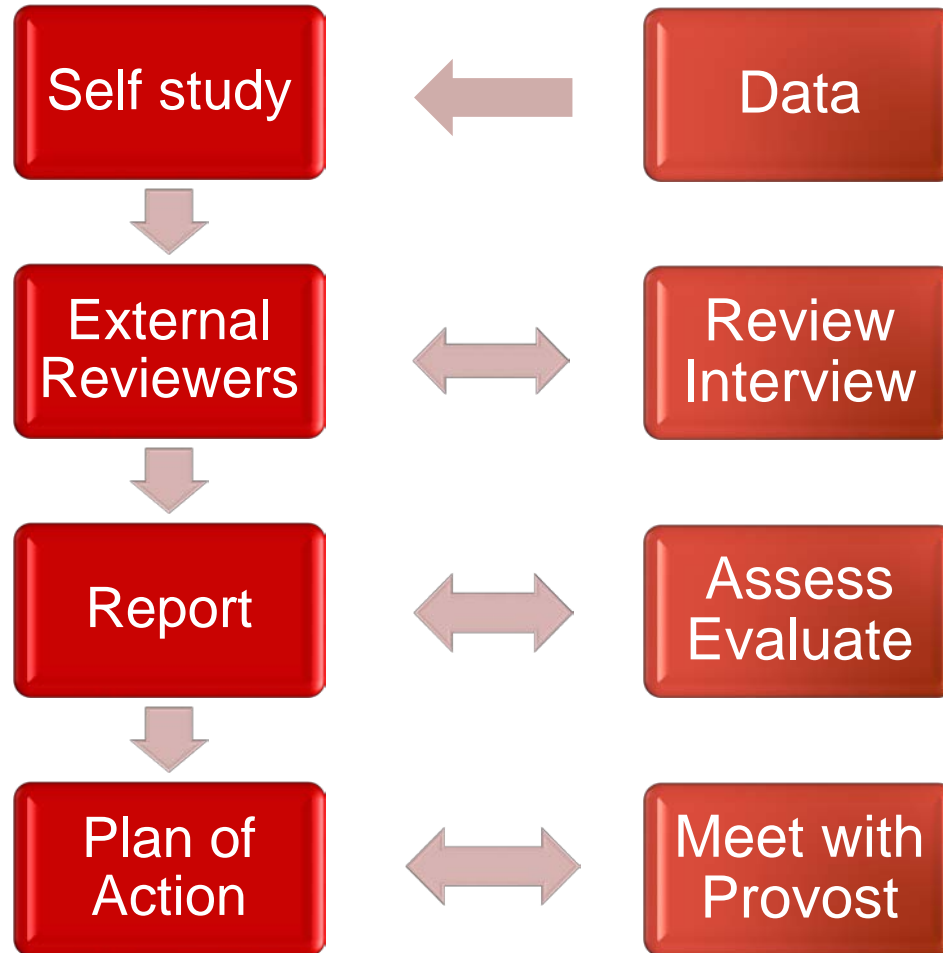 Self study
Data
External
Reviewers
Review
Interview
Report
Assess
Evaluate
Plan of
Action
Meet with
Provost